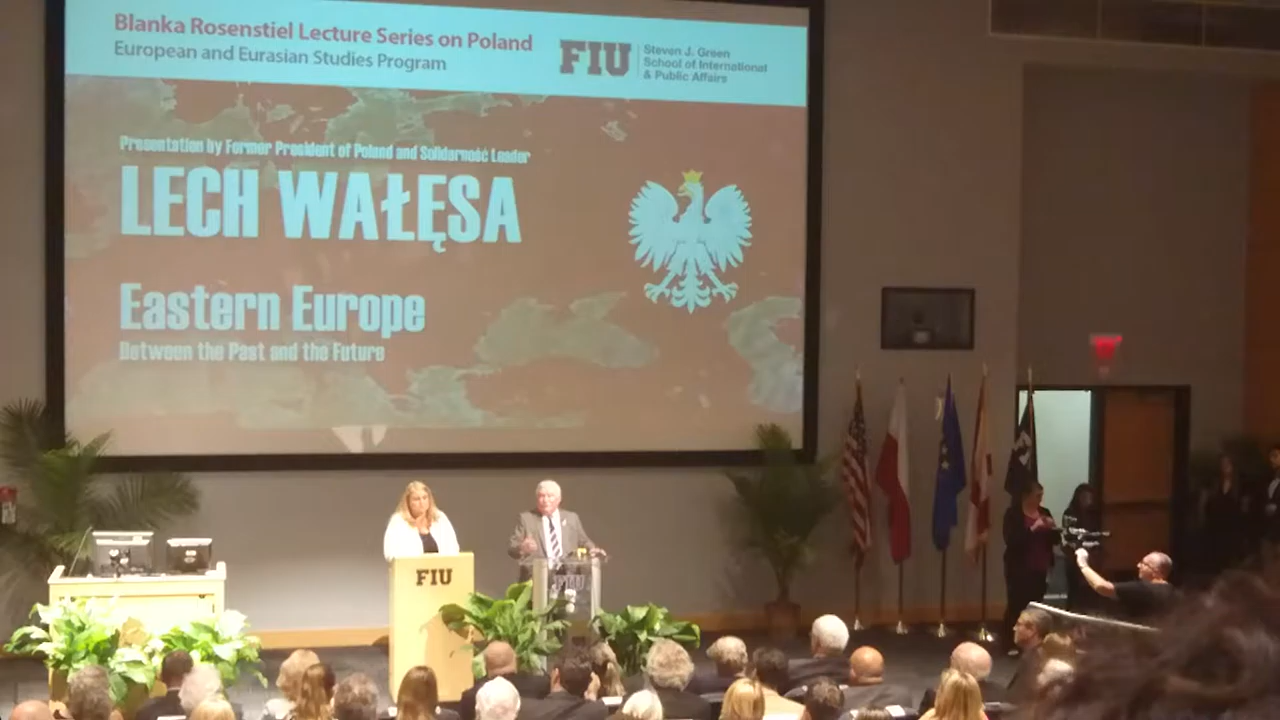 Blanka Rosenstiel Lecture Series on Poland
European and Eurasian Studies Program
FIU
Steven J. Green
School of International
& Public Affairs
Presentation by Former President of Poland and Solidarność Leader
LECH WAŁĘSA
Eastern Europe
Between the Past and the Future
FIU
FIU